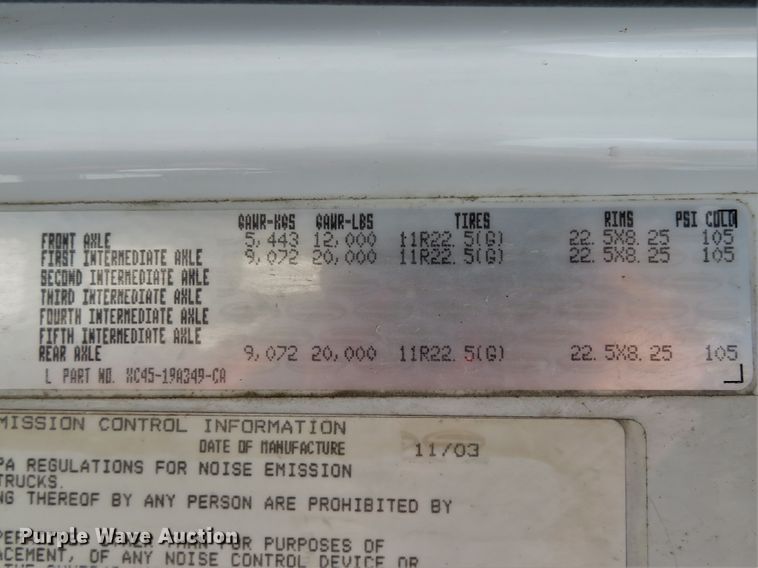 GAWR-KGS GAWR-LBS TIRES RIMS PSI COLD
FRONT AXLE 5,443 12,000 11R22.5(G) 22.5X8.25 105
FIRST INTERMEDIATE AXLE 9,072 20,000 11R22.5(G) 22.5X8.25 105
SECOND INTERMEDIATE AXLE
THIRD INTERMEDIATE AXLE
FOURTH INTERMEDIATE AXLE
FIFTH INTERMEDIATE AXLE
REAR AXLE 9,072 20,000 11R22.5(G) 22.5X8.25 105
L PART NO. XC45-19A349-CA
MISSION CONTROL INFORMATION
DATE OF MANUFACTURE 11/03
PA REGULATIONS FOR NOISE EMISSION
TRUCKS.
NG THEREOF BY ANY PERSON ARE PROHIBITED BY
Purple Wave Auction
PURPOSES OF
ACEMENT, OF ANY NOISE CONTROL DEVICE OR